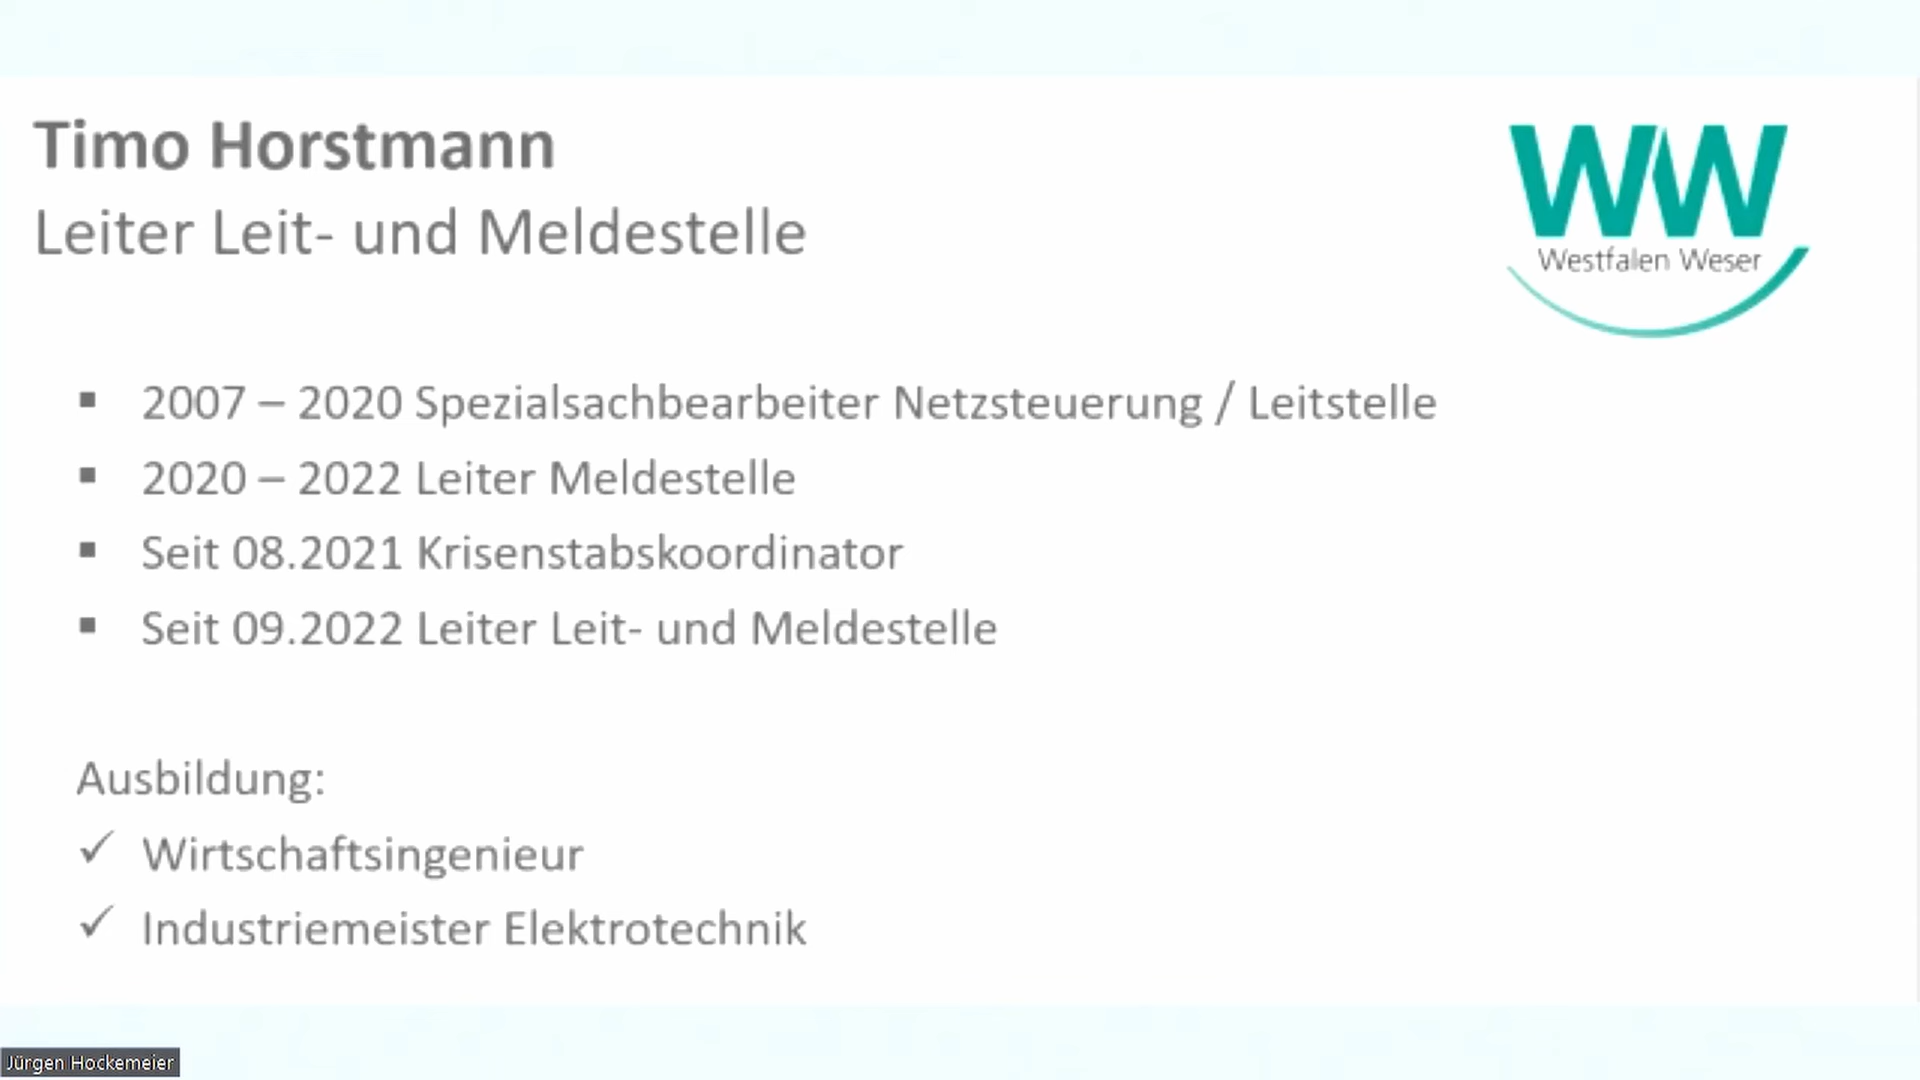 Timo Horstmann
Leiter Leit- und Meldestelle
WW
Westfalen Weser
▪ 2007 – 2020 Spezialsachbearbeiter Netzsteuerung / Leitstelle
▪ 2020 – 2022 Leiter Meldestelle
▪ Seit 08.2021 Krisenstabskoordinator
▪ Seit 09.2022 Leiter Leit- und Meldestelle
Ausbildung:
✓ Wirtschaftsingenieur
✓ Industriemeister Elektrotechnik
Jürgen Hockemeier